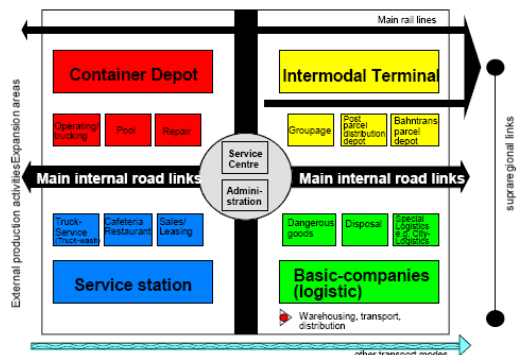 Main rail lines
Container Depot
Intermodal Terminal
Operating/
trucking
Pool
Repair
Groupage
Post
parcel
distribution
depot
Bahntrans
parcel
depot
Service
Centre
Main internal road links
Main internal road links
Admini-
stration
Truck-
Service
(Truck-wash)
Cafeteria
Restaurant
Sales/
Leasing
Dangerous
goods
Disposal
Special
Logistics
e.g. City-
Logistics
Service station
Basic-companies
(logistic)
Warehousing, transport,
distribution
other transport modes
External production activities
Expansion areas
supraregional links